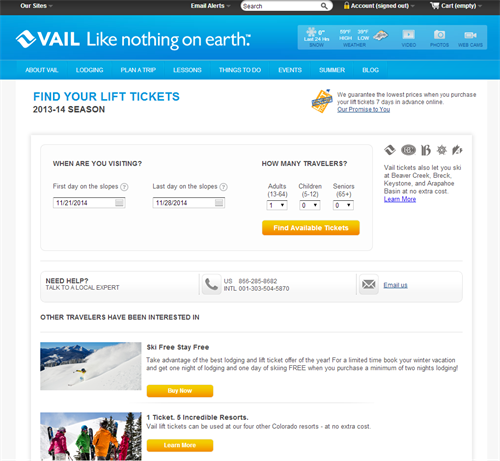 Our Sites
Email Alerts
Search
Account (signed out)
Cart (empty)
VAIL Like nothing on earth.™
Last 24 Hrs
SNOW
HIGH
LOW
WEATHER
VIDEO
PHOTOS
WEB CAMS
ABOUT VAIL LODGING PLAN A TRIP LESSONS THINGS TO DO EVENTS SUMMER BLOG
FIND YOUR LIFT TICKETS
2013-14 SEASON
We guarantee the lowest prices when you purchase
your lift tickets 7 days in advance online.
Our Promise to You
WHEN ARE YOU VISITING?
First day on the slopes ?
Last day on the slopes ?
11/21/2014
11/28/2014
HOW MANY TRAVELERS?
Adults Children Seniors
(13-64) (5-12) (65+)
1 0 0
Find Available Tickets
Vail tickets also let you ski
at Beaver Creek, Breck,
Keystone, and Arapahoe
Basin at no extra cost.
Learn More
NEED HELP?
TALK TO A LOCAL EXPERT
US 866-285-8682
INTL 001-303-504-5870
Email us
OTHER TRAVELERS HAVE BEEN INTERESTED IN
Ski Free Stay Free
Take advantage of the best lodging and lift ticket offer of the year! For a limited time book your winter vacation
and get one night of lodging and one day of skiing FREE when you purchase a minimum of two nights lodging!
Buy Now
1 Ticket. 5 Incredible Resorts.
Vail lift tickets can be used at our four other Colorado resorts - at no extra cost.
Learn More